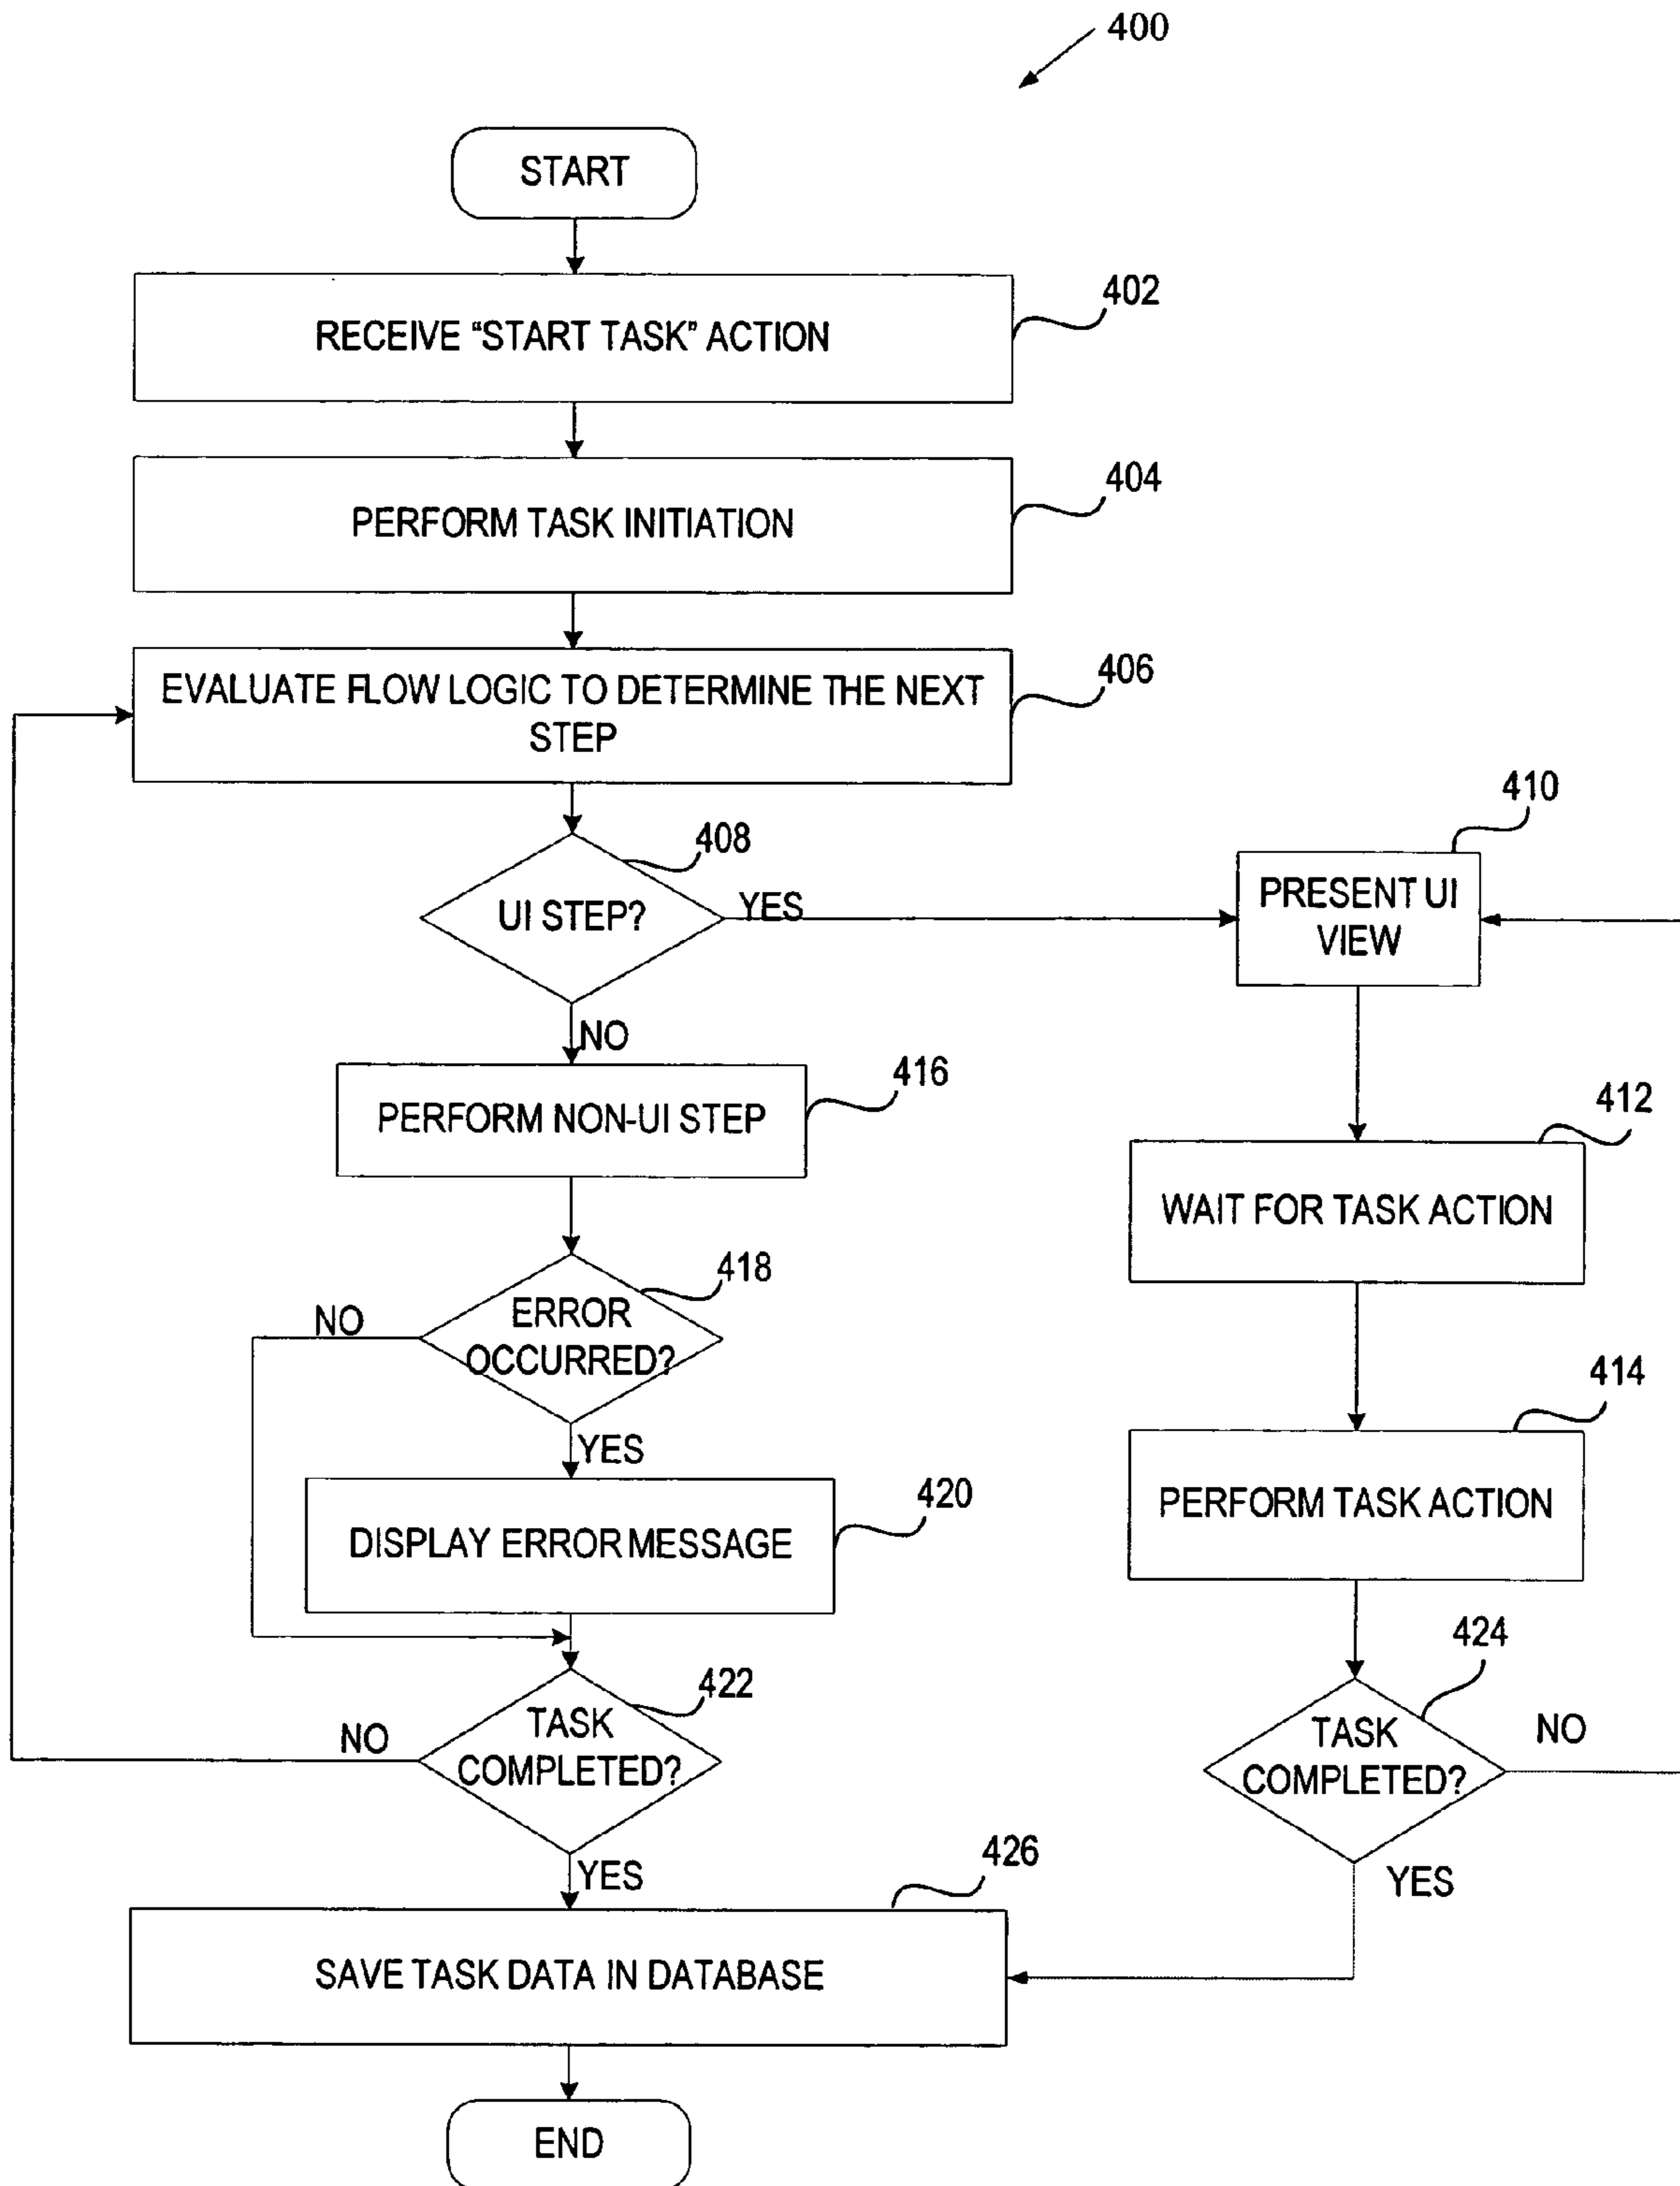 400
START
402
RECEIVE "START TASK" ACTION
404
PERFORM TASK INITIATION
406
EVALUATE FLOW LOGIC TO DETERMINE THE NEXT
STEP
408
UI STEP?
YES
410
PRESENT UI
VIEW
NO
416
PERFORM NON-UI STEP
412
WAIT FOR TASK ACTION
418
ERROR
OCCURRED?
NO
YES
414
PERFORM TASK ACTION
420
DISPLAY ERROR MESSAGE
422
TASK
COMPLETED?
NO
YES
424
TASK
COMPLETED?
NO
YES
426
SAVE TASK DATA IN DATABASE
END